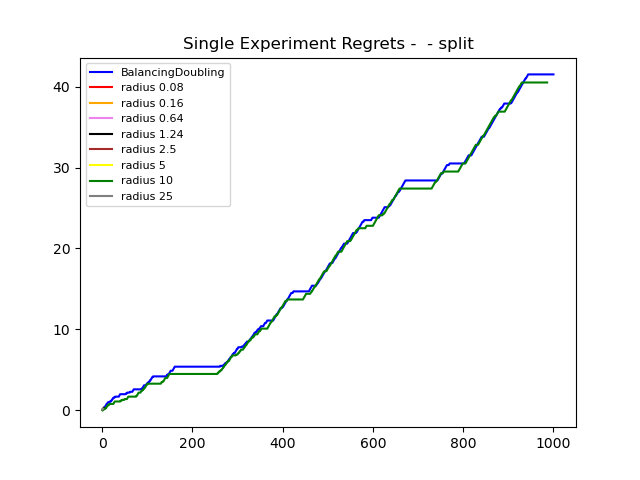 Single Experiment Regrets -  - split
BalancingDoubling
radius 0.08
radius 0.16
radius 0.64
radius 1.24
radius 2.5
radius 5
radius 10
radius 25
40
30
20
10
0
0 200 400 600 800 1000